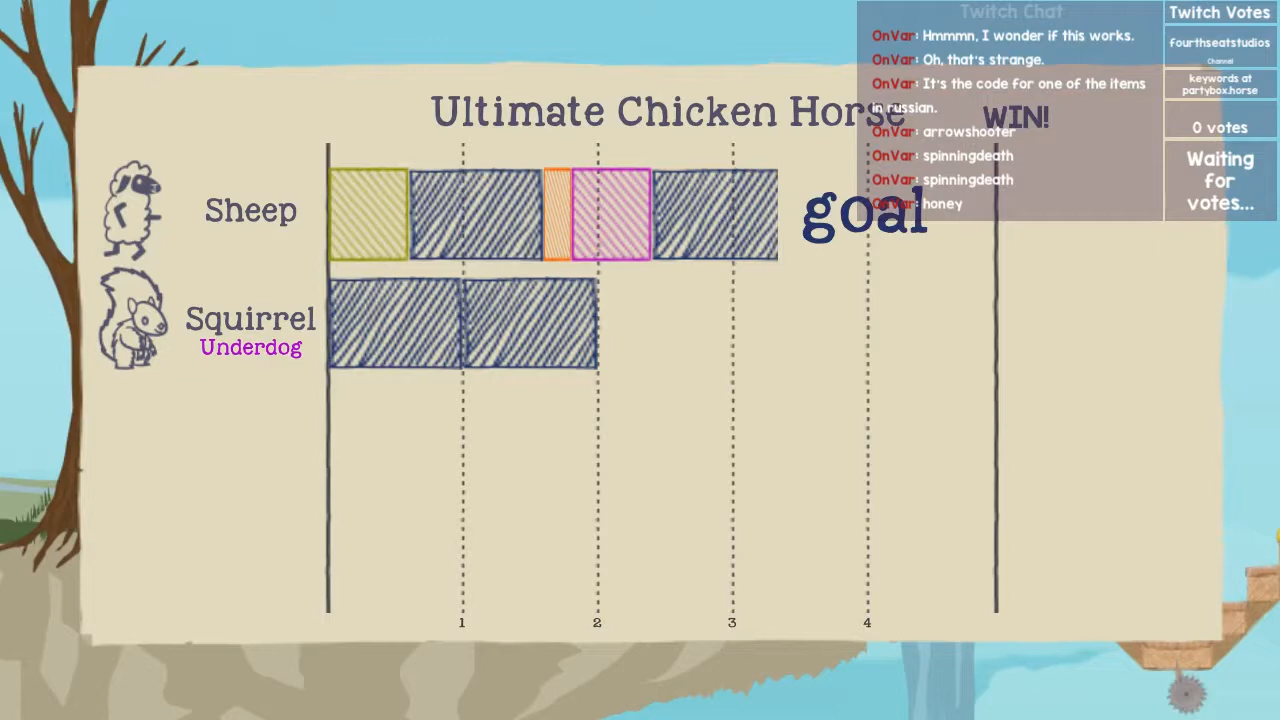 Twitch Chat
OnVar: Hmmmn, I wonder if this works.
OnVar: Oh, that's strange.
OnVar: It's the code for one of the items
in russian.
OnVar: arrowshooter
OnVar: spinningdeath
OnVar: spinningdeath
OnVar: honey
Twitch Votes
fourthseatstudios
Channel
keywords at
partybox.horse
0 votes
Waiting
for
votes...
Ultimate Chicken Horse
WIN!
Sheep
goal
Squirrel
Underdog
1
2
3
4